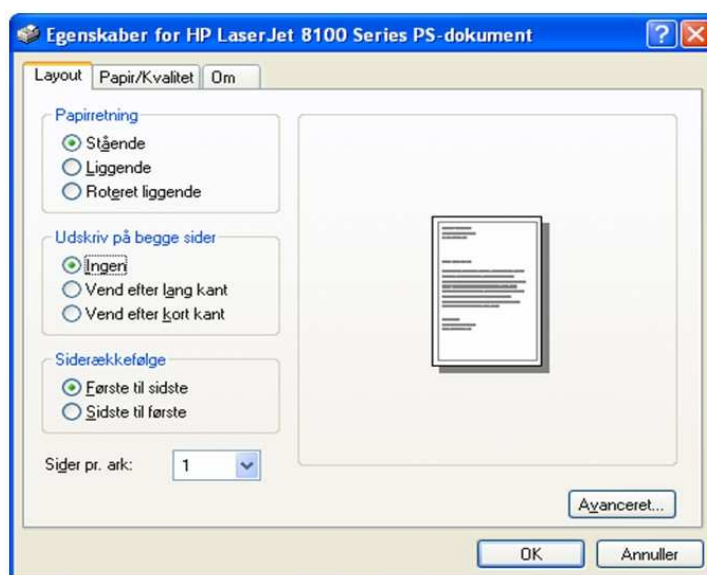 Egenskaber for HP LaserJet 8100 Series PS-dokument
Layout Papir/Kvalitet Om
Papirretning
Stående
Liggende
Roteret liggende
Udskriv på begge sider
Ingen
Vend efter lang kant
Vend efter kort kant
Siderækkefølge
Første til sidste
Sidste til første
Sider pr. ark: 1
Avanceret...
OK Annuller